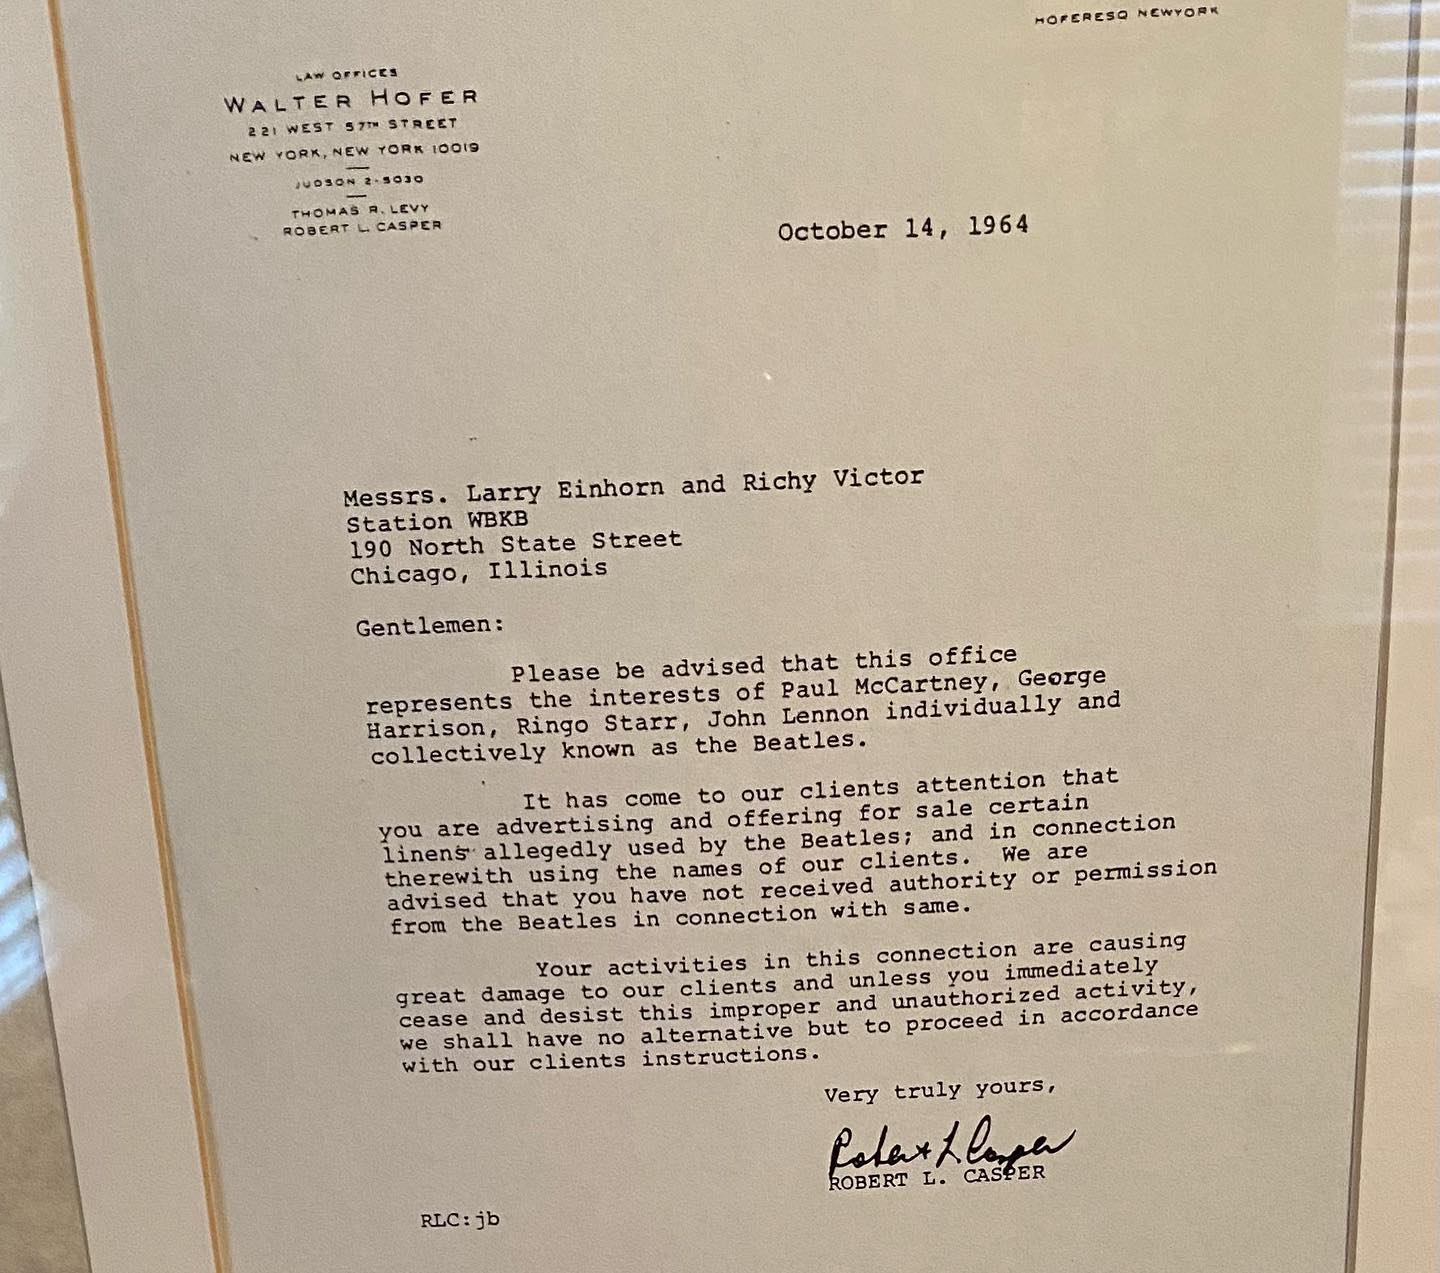 HOFERESQ NEWYORK
LAW OFFICES
WALTER HOFER
221 WEST 57TH STREET
NEW YORK, NEW YORK 10019
JUDSON 2-5030
THOMAS R. LEVY
ROBERT L. CASPER
October 14, 1964
Messrs. Larry Einhorn and Richy Victor
Station WBKB
190 North State Street
Chicago, Illinois
Gentlemen:
Please be advised that this office
represents the interests of Paul McCartney, George
Harrison, Ringo Starr, John Lennon individually and
collectively known as the Beatles.
It has come to our clients attention that
you are advertising and offering for sale certain
linens allegedly used by the Beatles; and in connection
therewith using the names of our clients. We are
advised that you have not received authority or permission
from the Beatles in connection with same.
Your activities in this connection are causing
great damage to our clients and unless you immediately
cease and desist this improper and unauthorized activity,
we shall have no alternative but to proceed in accordance
with our clients instructions.
Very truly yours,
Robert L Casper
ROBERT L. CASPER
RLC:jb